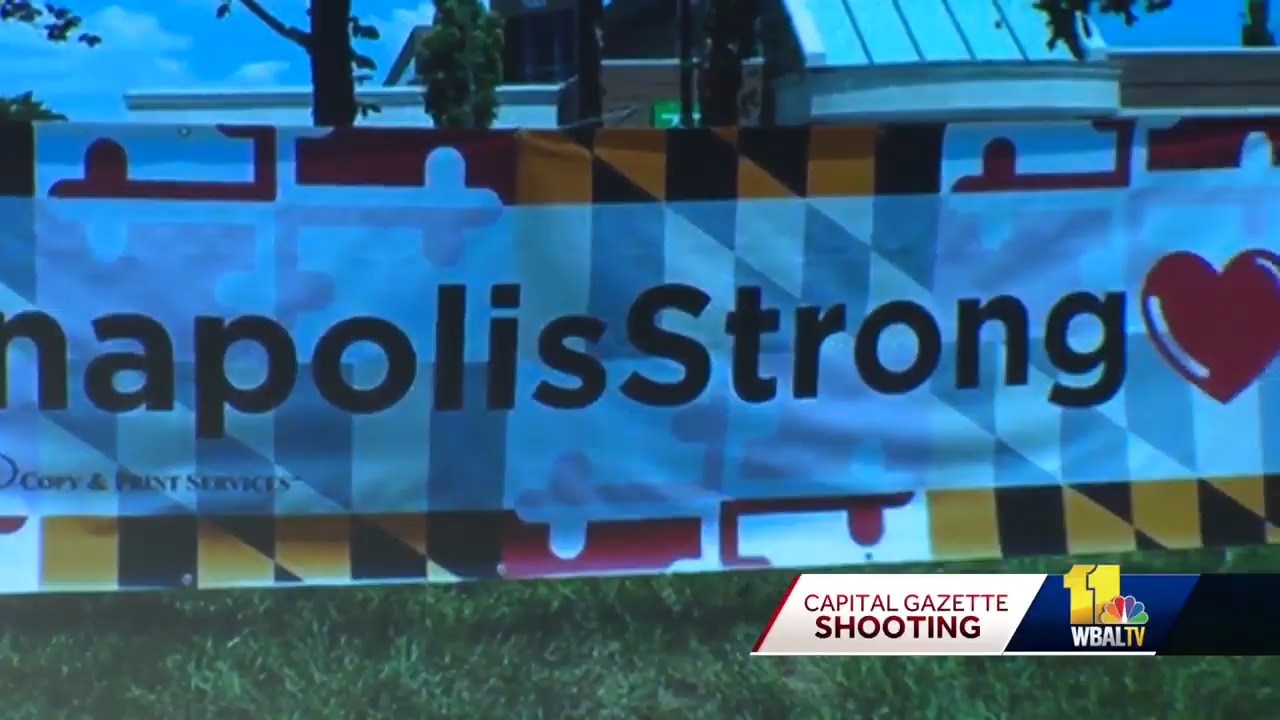 napolisStrong
COPY & PRINT SERVICES
CAPITAL GAZETTE
SHOOTING
11
WBALTV